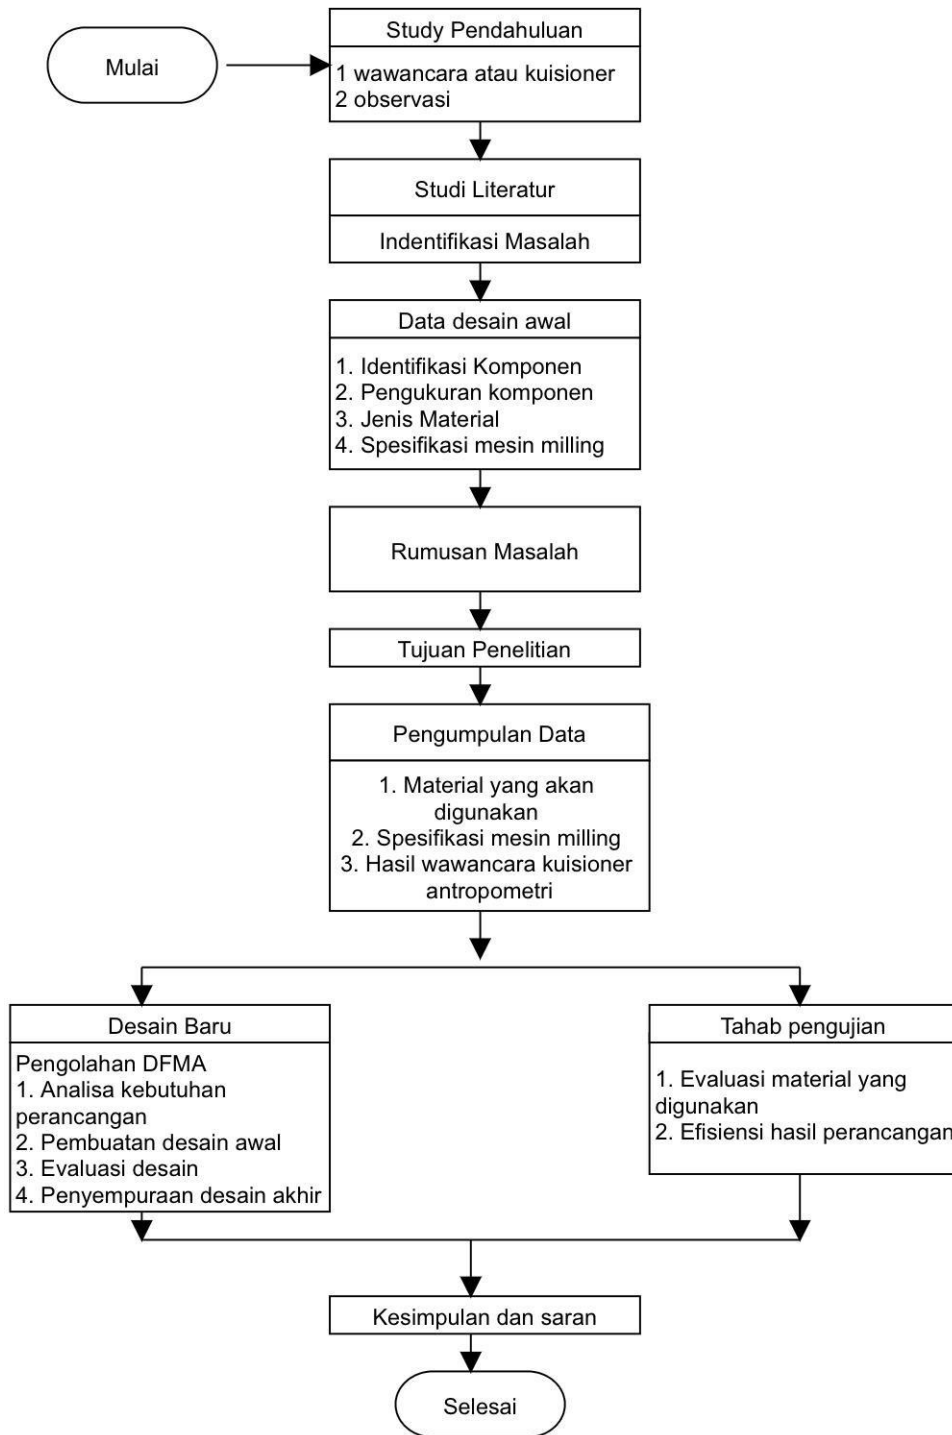 Mulai
Study Pendahuluan
1 wawancara atau kuisioner
2 observasi
Studi Literatur
Indentifikasi Masalah
Data desain awal
1. Identifikasi Komponen
2. Pengukuran komponen
3. Jenis Material
4. Spesifikasi mesin milling
Rumusan Masalah
Tujuan Penelitian
Pengumpulan Data
1. Material yang akan
digunakan
2. Spesifikasi mesin milling
3. Hasil wawancara kuisioner
antropometri
Desain Baru
Pengolahan DFMA
1. Analisa kebutuhan
perancangan
2. Pembuatan desain awal
3. Evaluasi desain
4. Penyempuraan desain akhir
Tahab pengujian
1. Evaluasi material yang
digunakan
2. Efisiensi hasil perancangan
Kesimpulan dan saran
Selesai